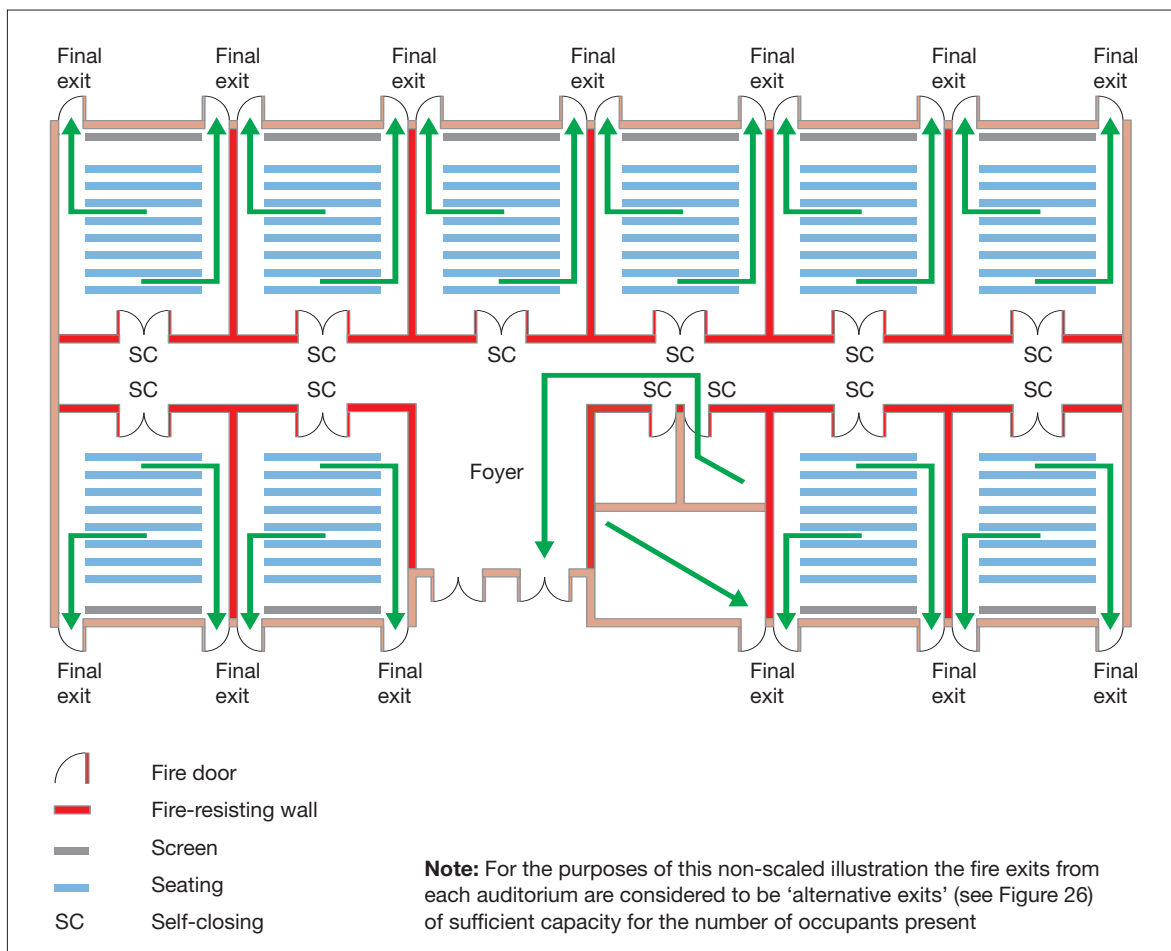 Final exit
Final exit
Final exit
Final exit
Final exit
Final exit
Final exit
SC
SC
SC
SC
SC
SC
SC
SC
SC
SC
SC
SC
Foyer
Final exit
Final exit
Final exit
Final exit
Final exit
Final exit
Fire door
Fire-resisting wall
Screen
Seating
SC Self-closing
Note: For the purposes of this non-scaled illustration the fire exits from
each auditorium are considered to be ‘alternative exits’ (see Figure 26)
of sufficient capacity for the number of occupants present